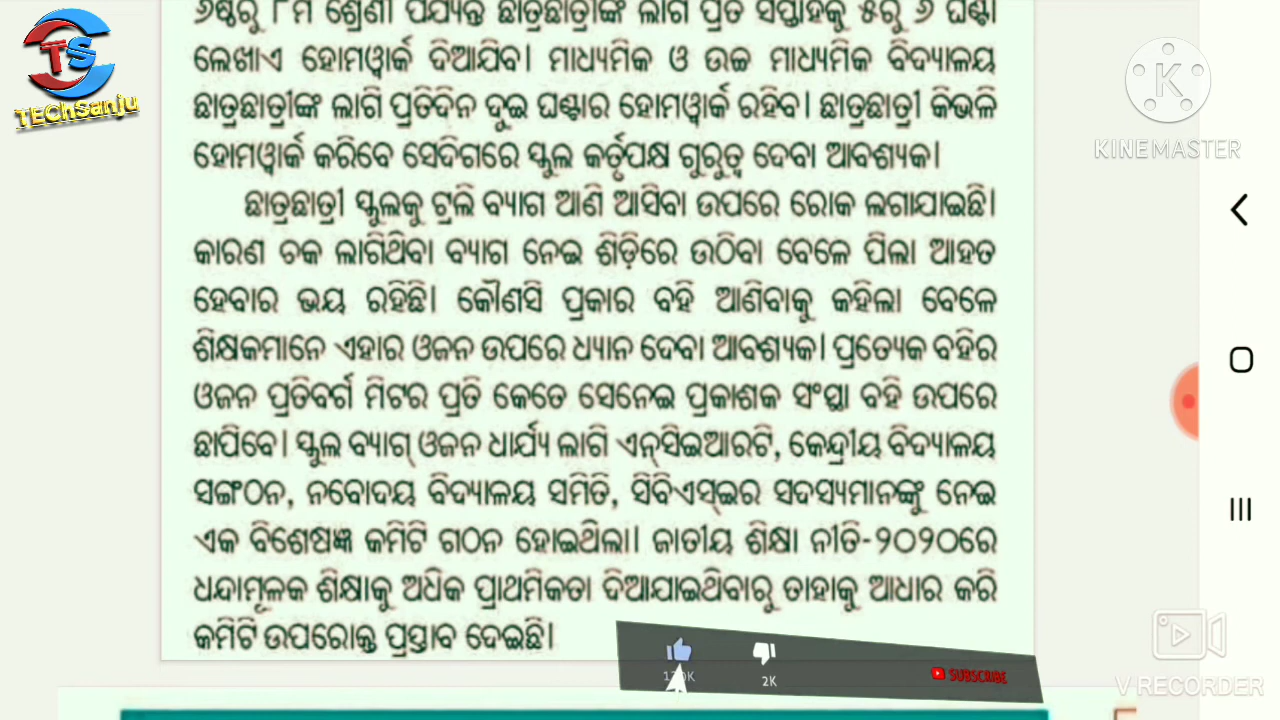 ୬ଷ୍ଠରୁ ୮ମ ଶ୍ରେଣୀ ପର୍ଯ୍ୟନ୍ତ ଛାତ୍ରଛାତ୍ରୀଙ୍କ ଲାଗି ପ୍ରତି ସପ୍ତାହକୁ ୫ରୁ ୬ ଘଣ୍ଟା
ଲେଖାଏ ହୋମୱାର୍କ ଦିଆଯିବ। ମାଧ୍ୟମିକ ଓ ଉଚ୍ଚ ମାଧ୍ୟମିକ ବିଦ୍ୟାଳୟ
ଛାତ୍ରଛାତ୍ରୀଙ୍କ ଲାଗି ପ୍ରତିଦିନ ଦୁଇ ଘଣ୍ଟାର ହୋମୱାର୍କ ରହିବ। ଛାତ୍ରଛାତ୍ରୀ କିଭଳି
ହୋମୱାର୍କ କରିବେ ସେଦିଗରେ ସ୍କୁଲ କର୍ତ୍ତୃପକ୍ଷ ଗୁରୁତ୍ୱ ଦେବା ଆବଶ୍ୟକ।
ଛାତ୍ରଛାତ୍ରୀ ସ୍କୁଲକୁ ଟ୍ରଲି ବ୍ୟାଗ ଆଣି ଆସିବା ଉପରେ ରୋକ ଲଗାଯାଇଛି।
କାରଣ ଚକ ଲାଗିଥିବା ବ୍ୟାଗ ନେଇ ଶିଡ଼ିରେ ଉଠିବା ବେଳେ ପିଲା ଆହତ
ହେବାର ଭୟ ରହିଛି। କୌଣସି ପ୍ରକାର ବହି ଆଣିବାକୁ କହିଲା ବେଳେ
ଶିକ୍ଷକମାନେ ଏହାର ଓଜନ ଉପରେ ଧ୍ୟାନ ଦେବା ଆବଶ୍ୟକ। ପ୍ରତ୍ୟେକ ବହିର
ଓଜନ ପ୍ରତିବର୍ଗ ମିଟର ପ୍ରତି କେତେ ସେନେଇ ପ୍ରକାଶକ ସଂସ୍ଥା ବହି ଉପରେ
ଛାପିବେ। ସ୍କୁଲ ବ୍ୟାଗ୍ ଓଜନ ଧାର୍ଯ୍ୟ ଲାଗି ଏନ୍‌ସିଇଆରଟି, କେନ୍ଦ୍ରୀୟ ବିଦ୍ୟାଳୟ
ସଙ୍ଗଠନ, ନବୋଦୟ ବିଦ୍ୟାଳୟ ସମିତି, ସିବିଏସ୍‌ଇର ସଦସ୍ୟମାନଙ୍କୁ ନେଇ
ଏକ ବିଶେଷଜ୍ଞ କମିଟି ଗଠନ ହୋଇଥିଲା। ଜାତୀୟ ଶିକ୍ଷା ନୀତି-୨୦୨୦ରେ
ଧନ୍ଦାମୂଳକ ଶିକ୍ଷାକୁ ଅଧିକ ପ୍ରାଥମିକତା ଦିଆଯାଇଥିବାରୁ ତାହାକୁ ଆଧାର କରି
କମିଟି ଉପରୋକ୍ତ ପ୍ରସ୍ତାବ ଦେଇଛି।
TS
TEChSanju
K
KINEMASTER
2K
SUBSCRIBE
V RECORDER